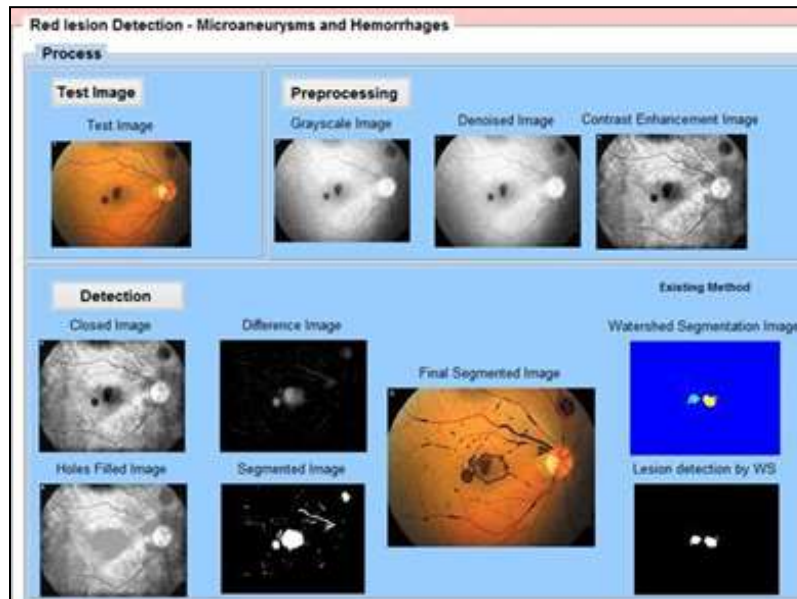 Red lesion Detection - Microaneurysms and Hemorrhages
Process
Test Image
Test Image
Preprocessing
Grayscale Image
Denoised Image
Contrast Enhancement Image
Detection
Closed Image
Difference Image
Holes Filled Image
Segmented Image
Final Segmented Image
Existing Method
Watershed Segmentation Image
Lesion detection by WS